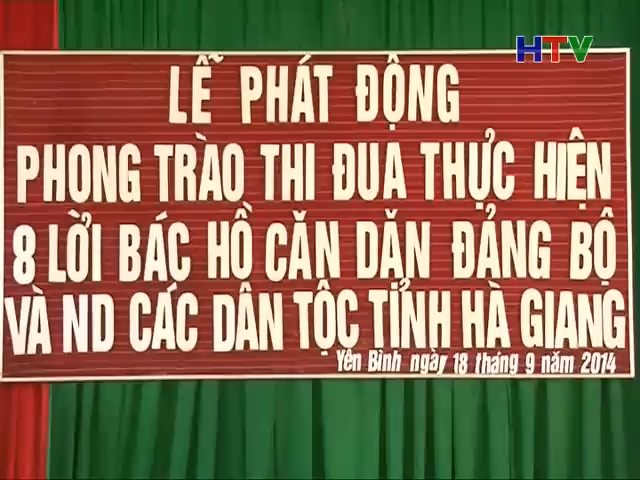 HTV
LỄ PHÁT ĐỘNG
PHONG TRÀO THI ĐUA THỰC HIỆN
8 LỜI BÁC HỒ CĂN DẶN ĐẢNG BỘ
VÀ ND CÁC DÂN TỘC TỈNH HÀ GIANG
Yên Bình ngày 18 tháng 9 năm 2014